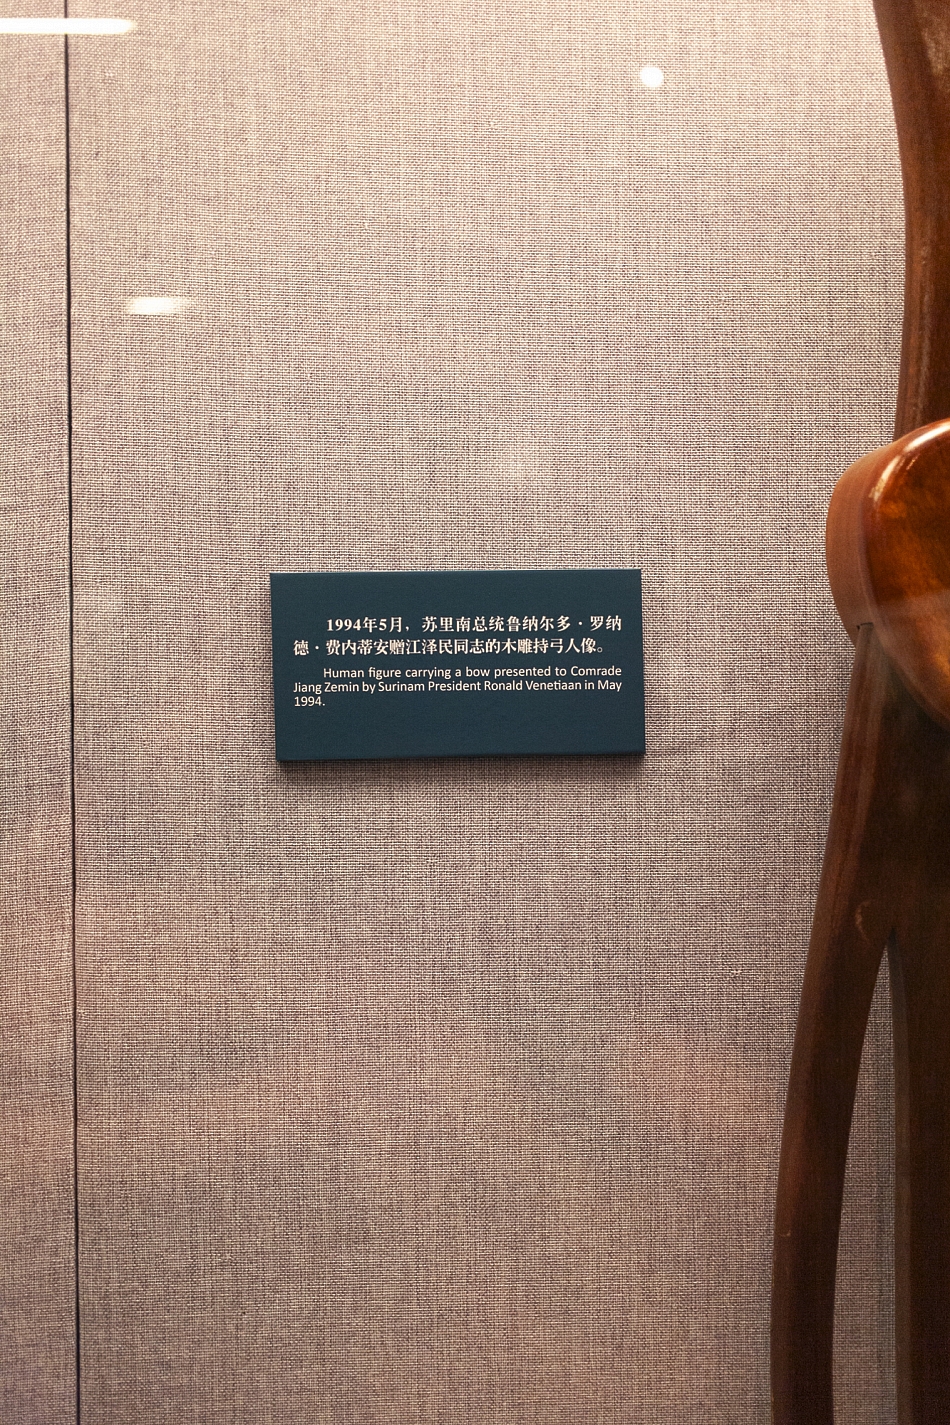 1994年5月，苏里南总统鲁纳尔多·罗纳
德·费内蒂安赠江泽民同志的木雕持弓人像。
Human figure carrying a bow presented to Comrade
Jiang Zemin by Surinam President Ronald Venetiaan in May
1994.